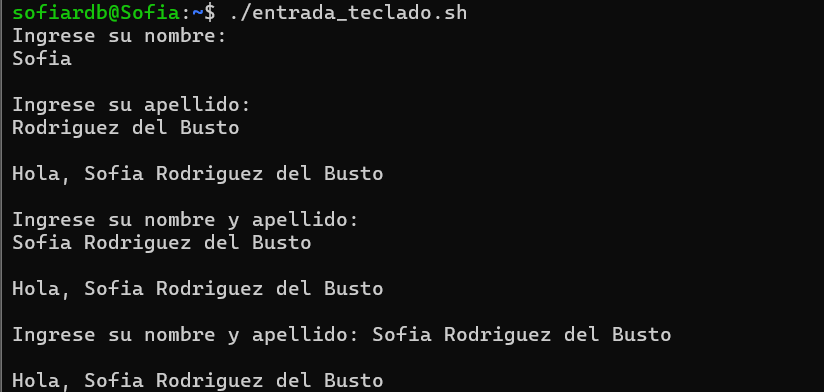 sofiardb@Sofia:~$ ./entrada_teclado.sh
Ingrese su nombre:
Sofia
Ingrese su apellido:
Rodriguez del Busto
Hola, Sofia Rodriguez del Busto
Ingrese su nombre y apellido:
Sofia Rodriguez del Busto
Hola, Sofia Rodriguez del Busto
Ingrese su nombre y apellido: Sofia Rodriguez del Busto
Hola, Sofia Rodriguez del Busto